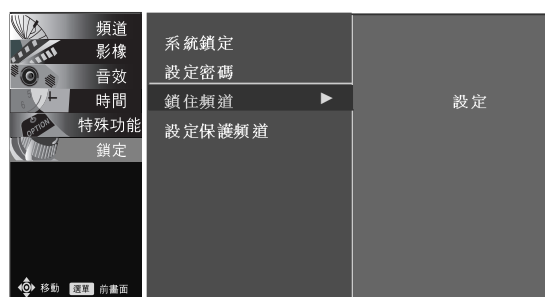 頻道
影像
音效
時間
OPTION
特殊功能
鎖定
移動 選單 前畫面
系統鎖定
設定密碼
鎖住頻道 ▶
設定保護頻道
設定